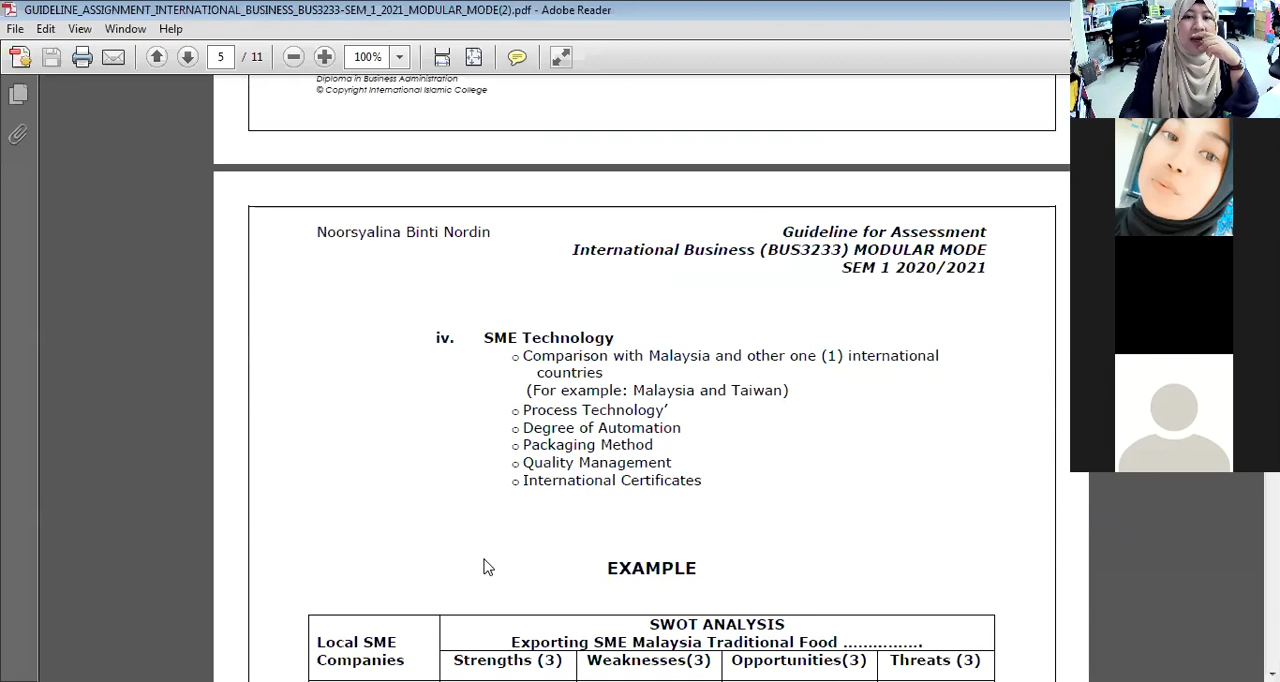 GUIDELINE_ASSIGNMENT_INTERNATIONAL_BUSINESS_BUS3233-SEM_1_2021_MODULAR_MODE(2).pdf - Adobe Reader
File Edit View Window Help
5 / 11 100%
Diploma in Business Administration
© Copyright International Islamic College
Noorsyalina Binti Nordin
Guideline for Assessment
International Business (BUS3233) MODULAR MODE
SEM 1 2020/2021
iv. SME Technology
o Comparison with Malaysia and other one (1) international
countries
(For example: Malaysia and Taiwan)
o Process Technology’
o Degree of Automation
o Packaging Method
o Quality Management
o International Certificates
EXAMPLE
SWOT ANALYSIS
Local SME Exporting SME Malaysia Traditional Food ...............
Companies Strengths (3) Weaknesses(3) Opportunities(3) Threats (3)